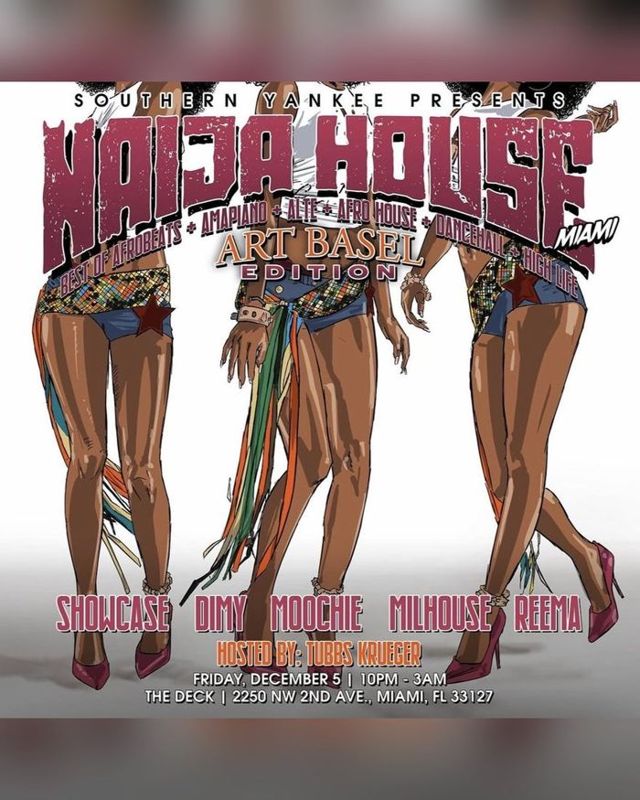 SOUTHERN YANKEE PRESENTS
NAIJA HOUSE
MIAMI
BEST OF AFROBEATS + AMAPIANO + ALTE + AFRO HOUSE + DANCEHALL + HIGH LIFE
ART BASEL
EDITION
SHOWCASE DIMY MOOCHIE MILHOUSE REEMA
HOSTED BY: TUBBS KRUEGER
FRIDAY, DECEMBER 5 | 10PM - 3AM
THE DECK | 2250 NW 2ND AVE., MIAMI, FL 33127